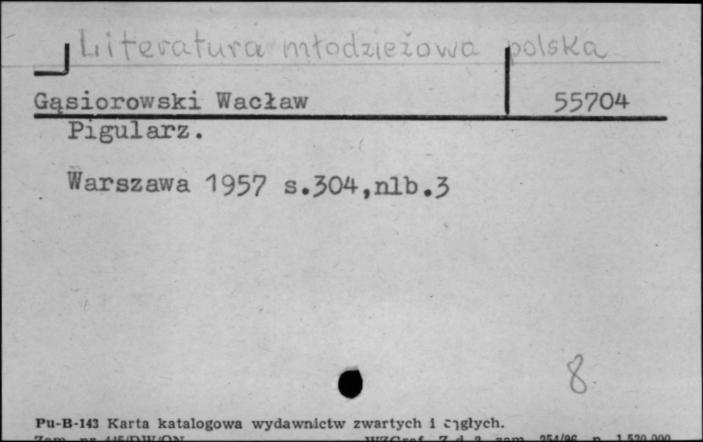 Literatura młodzieżowa polska
Gąsiorowski Wacław 55704
Pigularz.
Warszawa 1957 s.304,nlb.3
8
Pu-B-143 Karta katalogowa wydawnictw zwartych i ciągłych.